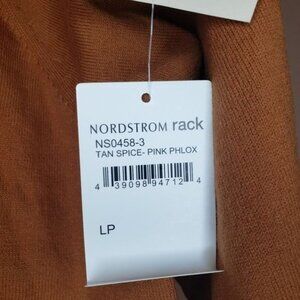 NORDSTROM rack
NS0458-3
TAN SPICE- PINK PHLOX
4 39098 94712 4
LP